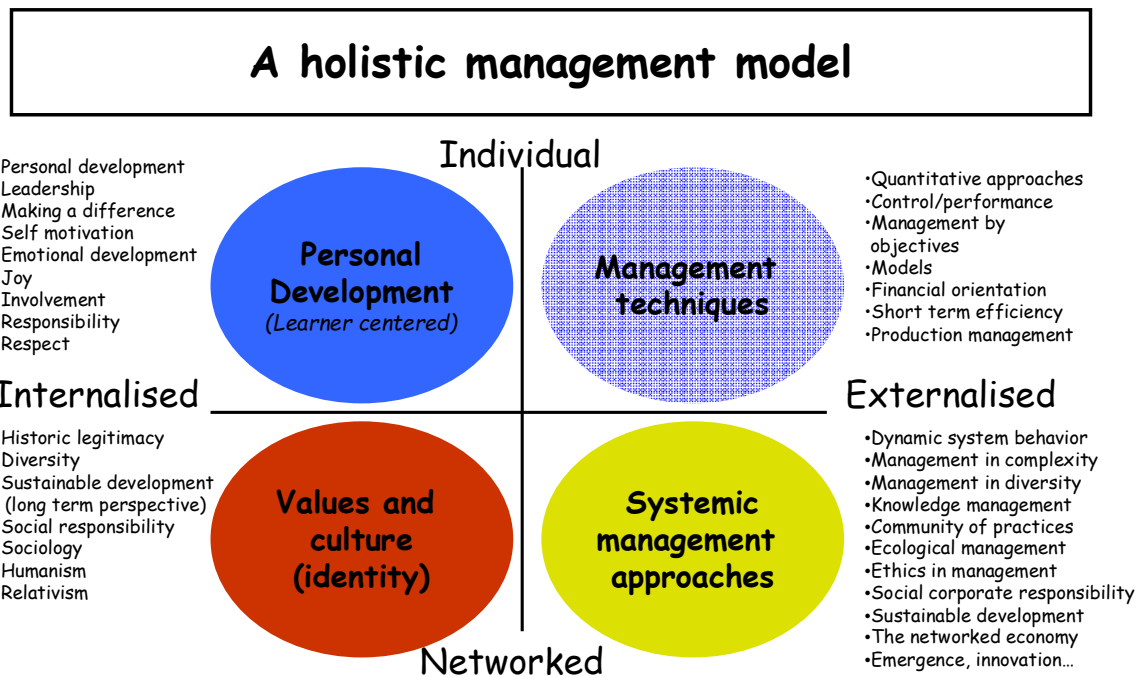 A holistic management model
Individual
Personal development
Leadership
Making a difference
Self motivation
Emotional development
Joy
Involvement
Responsibility
Respect
Personal
Development
(Learner centered)
Management
techniques
•Quantitative approaches
•Control/performance
•Management by
objectives
•Models
•Financial orientation
•Short term efficiency
•Production management
Internalised
Externalised
Historic legitimacy
Diversity
Sustainable development
(long term perspective)
Social responsibility
Sociology
Humanism
Relativism
Values and
culture
(identity)
Systemic
management
approaches
•Dynamic system behavior
•Management in complexity
•Management in diversity
•Knowledge management
•Community of practices
•Ecological management
•Ethics in management
•Social corporate responsibility
•Sustainable development
•The networked economy
•Emergence, innovation…
Networked